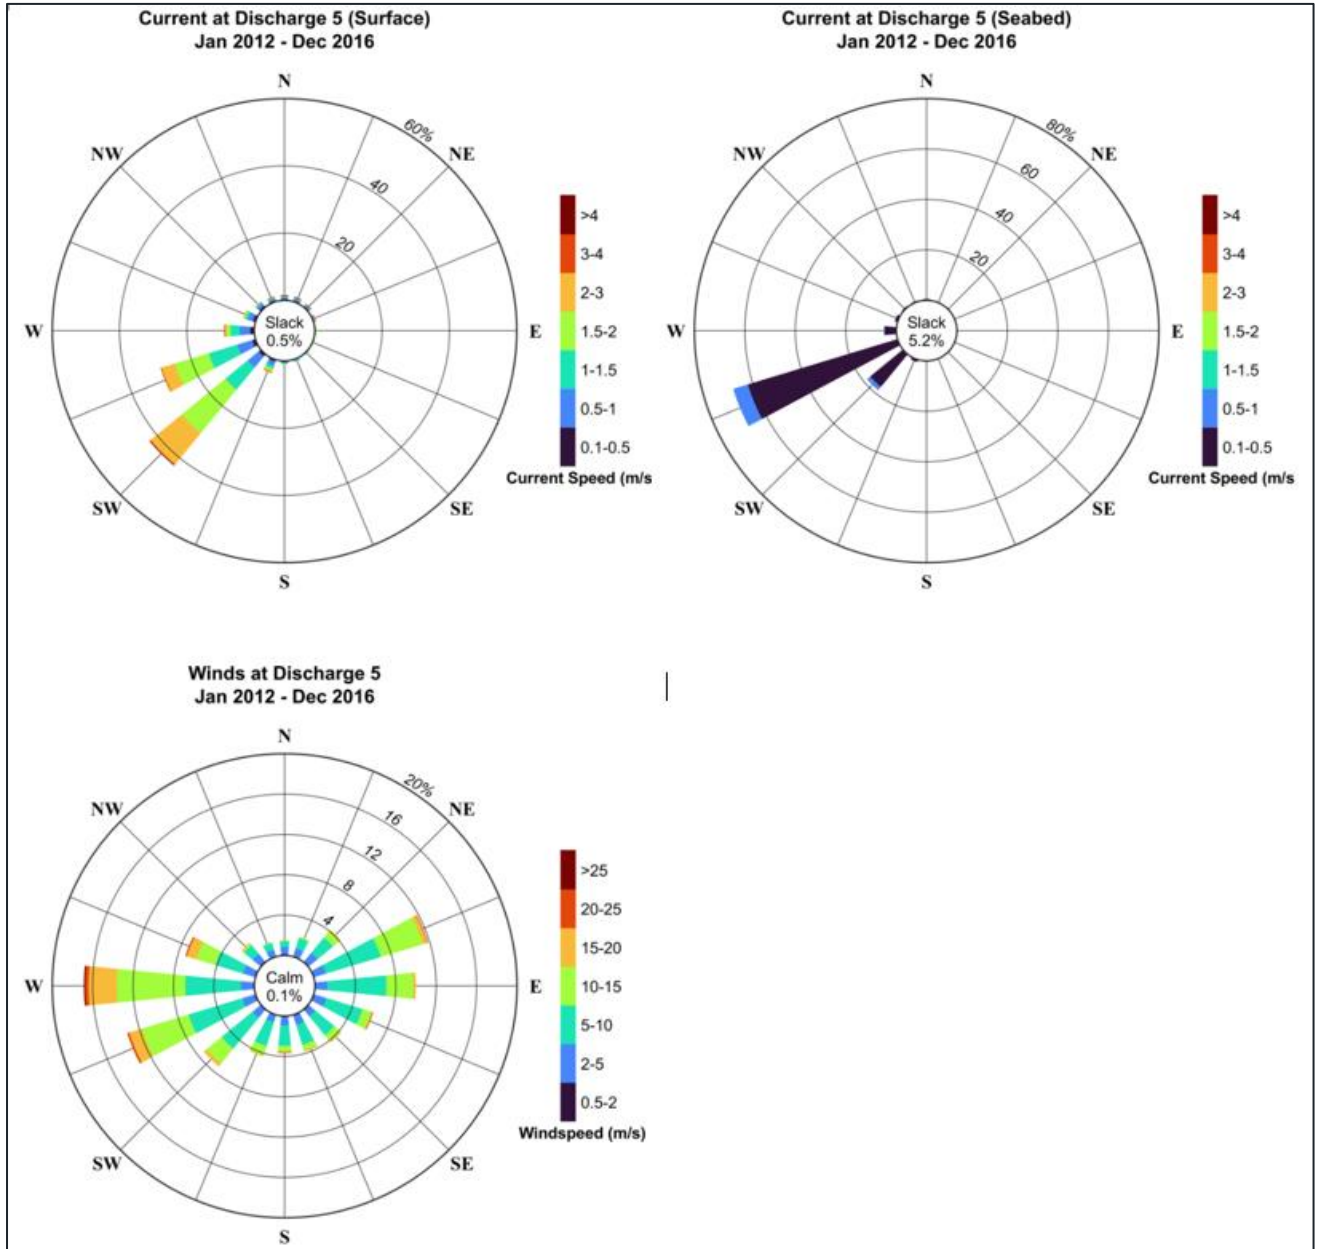 Current at Discharge 5 (Surface)
Jan 2012 - Dec 2016
N
60%
NW
NE
40
20
>4
3-4
2-3
W
Slack
0.5%
E
1.5-2
1-1.5
0.5-1
0.1-0.5
Current Speed (m/s
SW
SE
S
Current at Discharge 5 (Seabed)
Jan 2012 - Dec 2016
N
80%
NW
NE
60
40
20
>4
3-4
2-3
W
Slack
5.2%
E
1.5-2
1-1.5
0.5-1
0.1-0.5
Current Speed (m/s
SW
SE
S
Winds at Discharge 5
Jan 2012 - Dec 2016
N
20%
NW
NE
16
12
8
4
>25
20-25
15-20
W
Calm
0.1%
E
10-15
5-10
2-5
0.5-2
Windspeed (m/s)
SW
SE
S